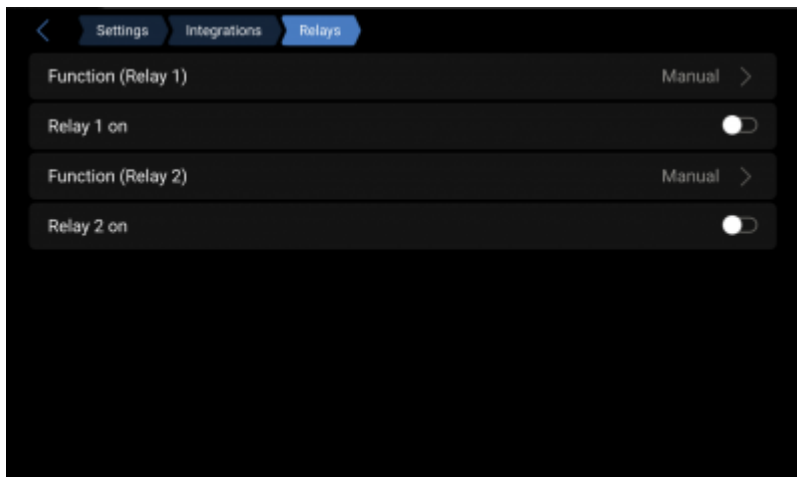 Settings Integrations Relays
Function (Relay 1) Manual
Relay 1 on
Function (Relay 2) Manual
Relay 2 on